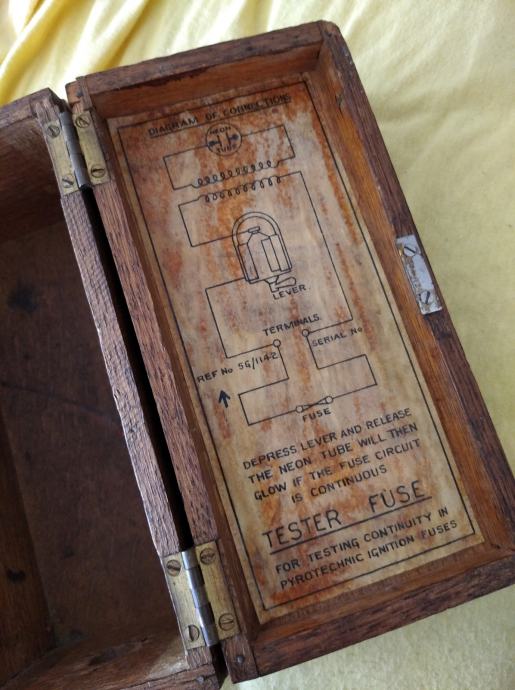 DIAGRAM OF CONNECTIONS
NEON
TUBE
LEVER.
TERMINALS.
SERIAL No
REF No 5G/1142
FUSE
DEPRESS LEVER AND RELEASE
THE NEON TUBE WILL THEN
GLOW IF THE FUSE CIRCUIT
IS CONTINUOUS
TESTER FUSE
FOR TESTING CONTINUITY IN
PYROTECHNIC IGNITION FUSES